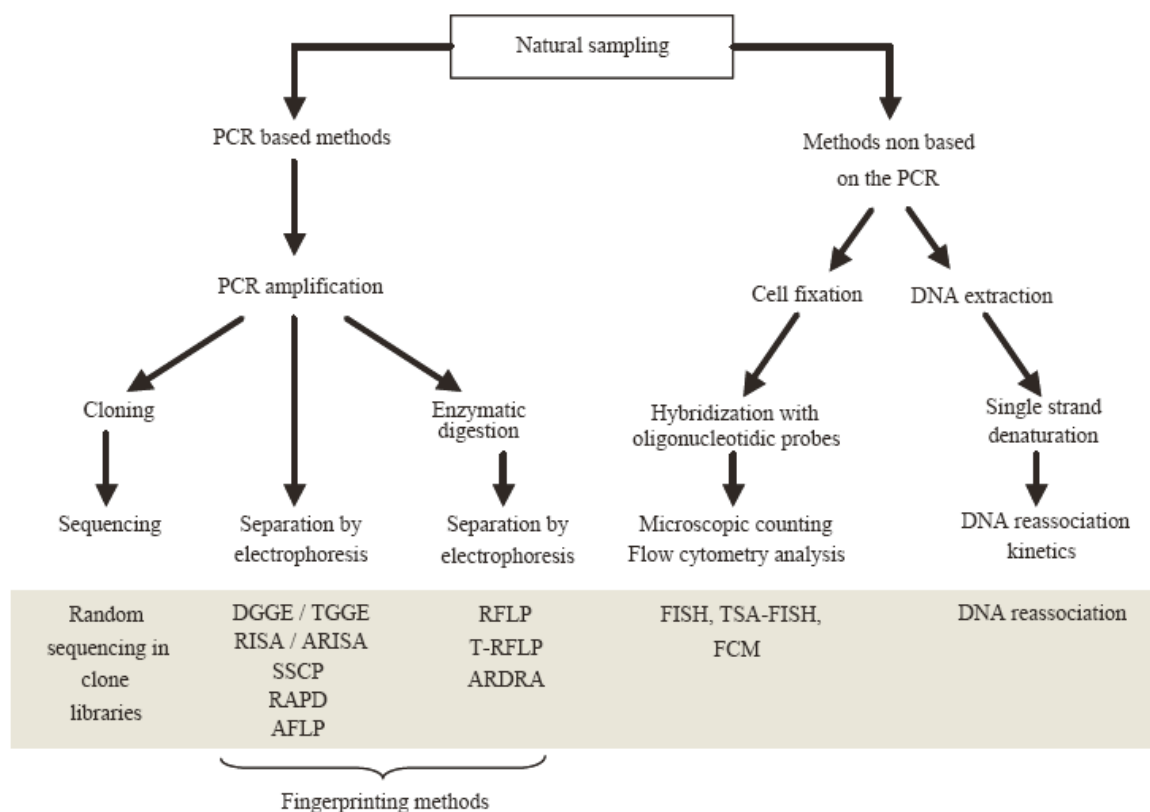 Natural sampling
PCR based methods
Methods non based
on the PCR
PCR amplification
Cell fixation
DNA extraction
Cloning
Enzymatic
digestion
Hybridization with
oligonucleotidic probes
Single strand
denaturation
Sequencing
Separation by
electrophoresis
Separation by
electrophoresis
Microscopic counting
Flow cytometry analysis
DNA reassociation
kinetics
Random
sequencing in
clone
libraries
DGGE / TGGE
RISA / ARISA
SSCP
RAPD
AFLP
RFLP
T-RFLP
ARDRA
FISH, TSA-FISH,
FCM
DNA reassociation
Fingerprinting methods